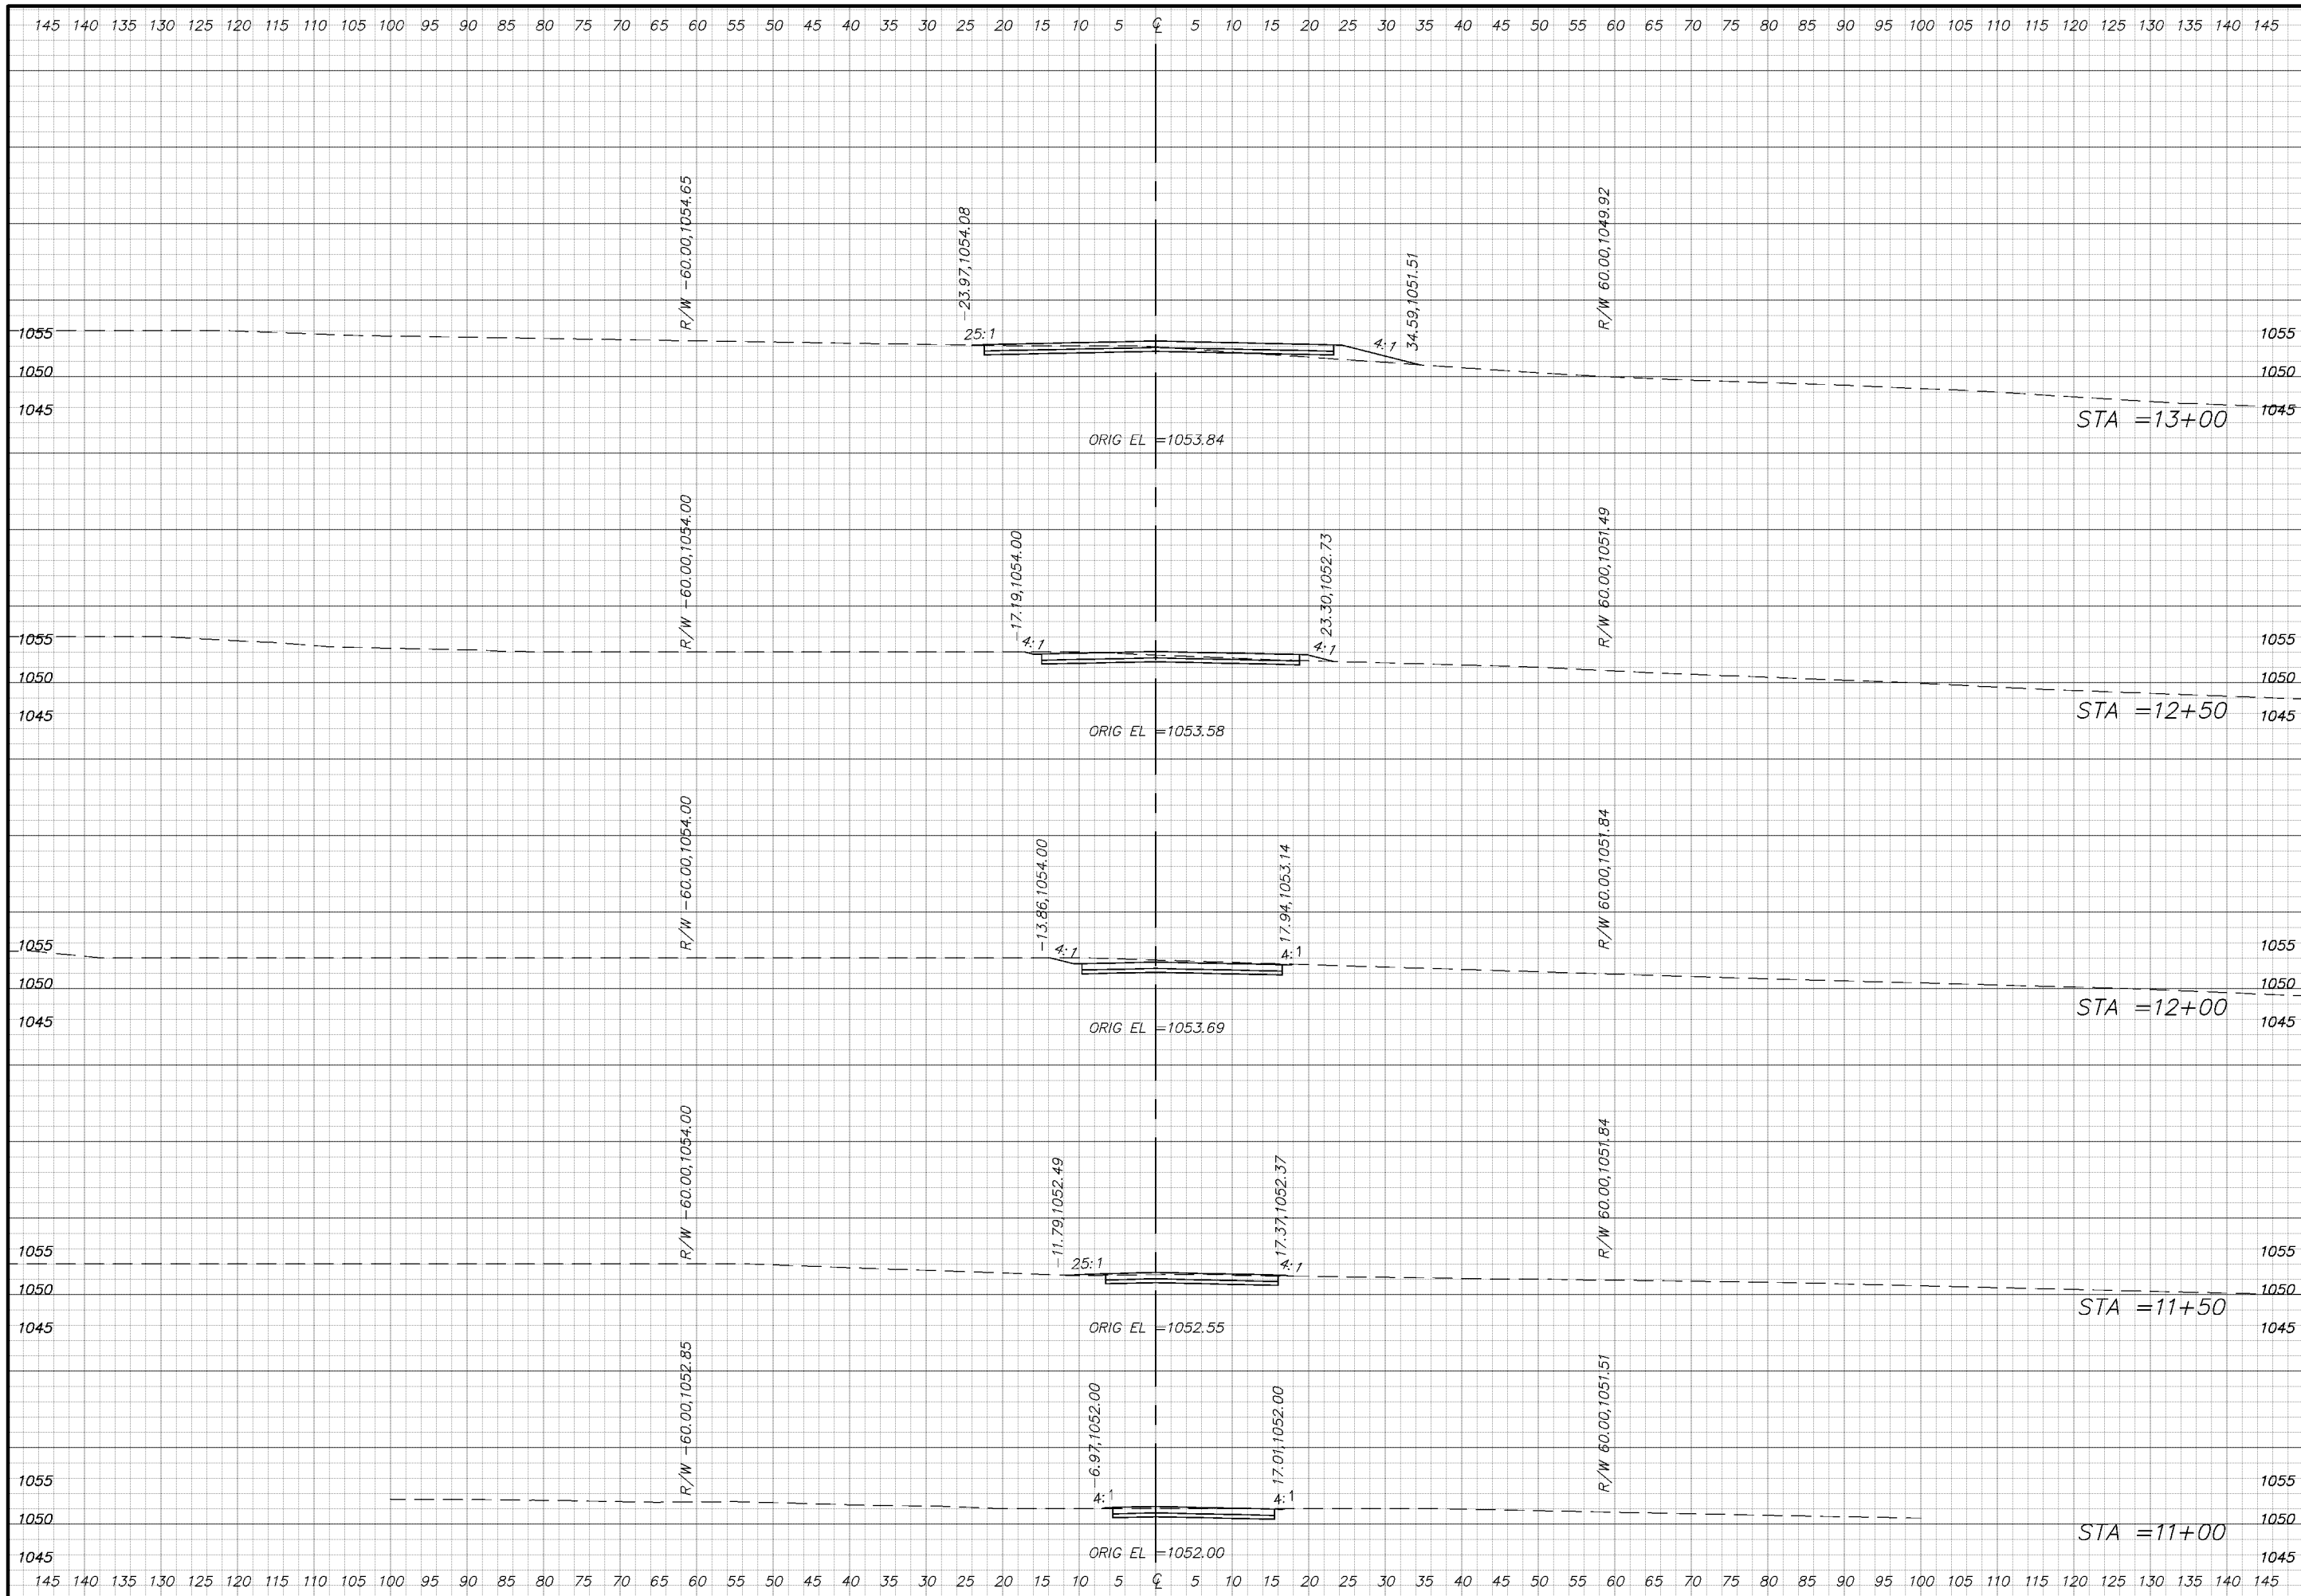 145 140 135 130 125 120 115 110 105 100 95 90 85 80 75 70 65 60 55 50 45 40 35 30 25 20 15 10 5 ℄ 5 10 15 20 25 30 35 40 45 50 55 60 65 70 75 80 85 90 95 100 105 110 115 120 125 130 135 140 145
R/W -60.00,1054.65
-23.97,1054.08
34.59,1051.51
R/W 60.00,1049.92
1055 25:1 4:1 1055
1050 1050
1045 1045
STA =13+00
ORIG EL =1053.84
R/W -60.00,1054.00
-17.19,1054.00
23.30,1052.73
R/W 60.00,1051.49
1055 4:1 4:1 1055
1050 1050
1045 1045
STA =12+50
ORIG EL =1053.58
R/W -60.00,1054.00
-13.86,1054.00
17.94,1053.14
R/W 60.00,1051.84
1055 4:1 4:1 1055
1050 1050
STA =12+00
1045 1045
ORIG EL =1053.69
R/W -60.00,1054.00
-11.79,1052.49
17.37,1052.37
R/W 60.00,1051.84
1055 25:1 4:1 1055
1050 1050
STA =11+50
1045 1045
ORIG EL =1052.55
R/W -60.00,1052.85
-6.97,1052.00
17.01,1052.00
R/W 60.00,1051.51
1055 1055
4:1 4:1
1050 1050
STA =11+00
1045 1045
ORIG EL =1052.00
145 140 135 130 125 120 115 110 105 100 95 90 85 80 75 70 65 60 55 50 45 40 35 30 25 20 15 10 5 ℄ 5 10 15 20 25 30 35 40 45 50 55 60 65 70 75 80 85 90 95 100 105 110 115 120 125 130 135 140 145